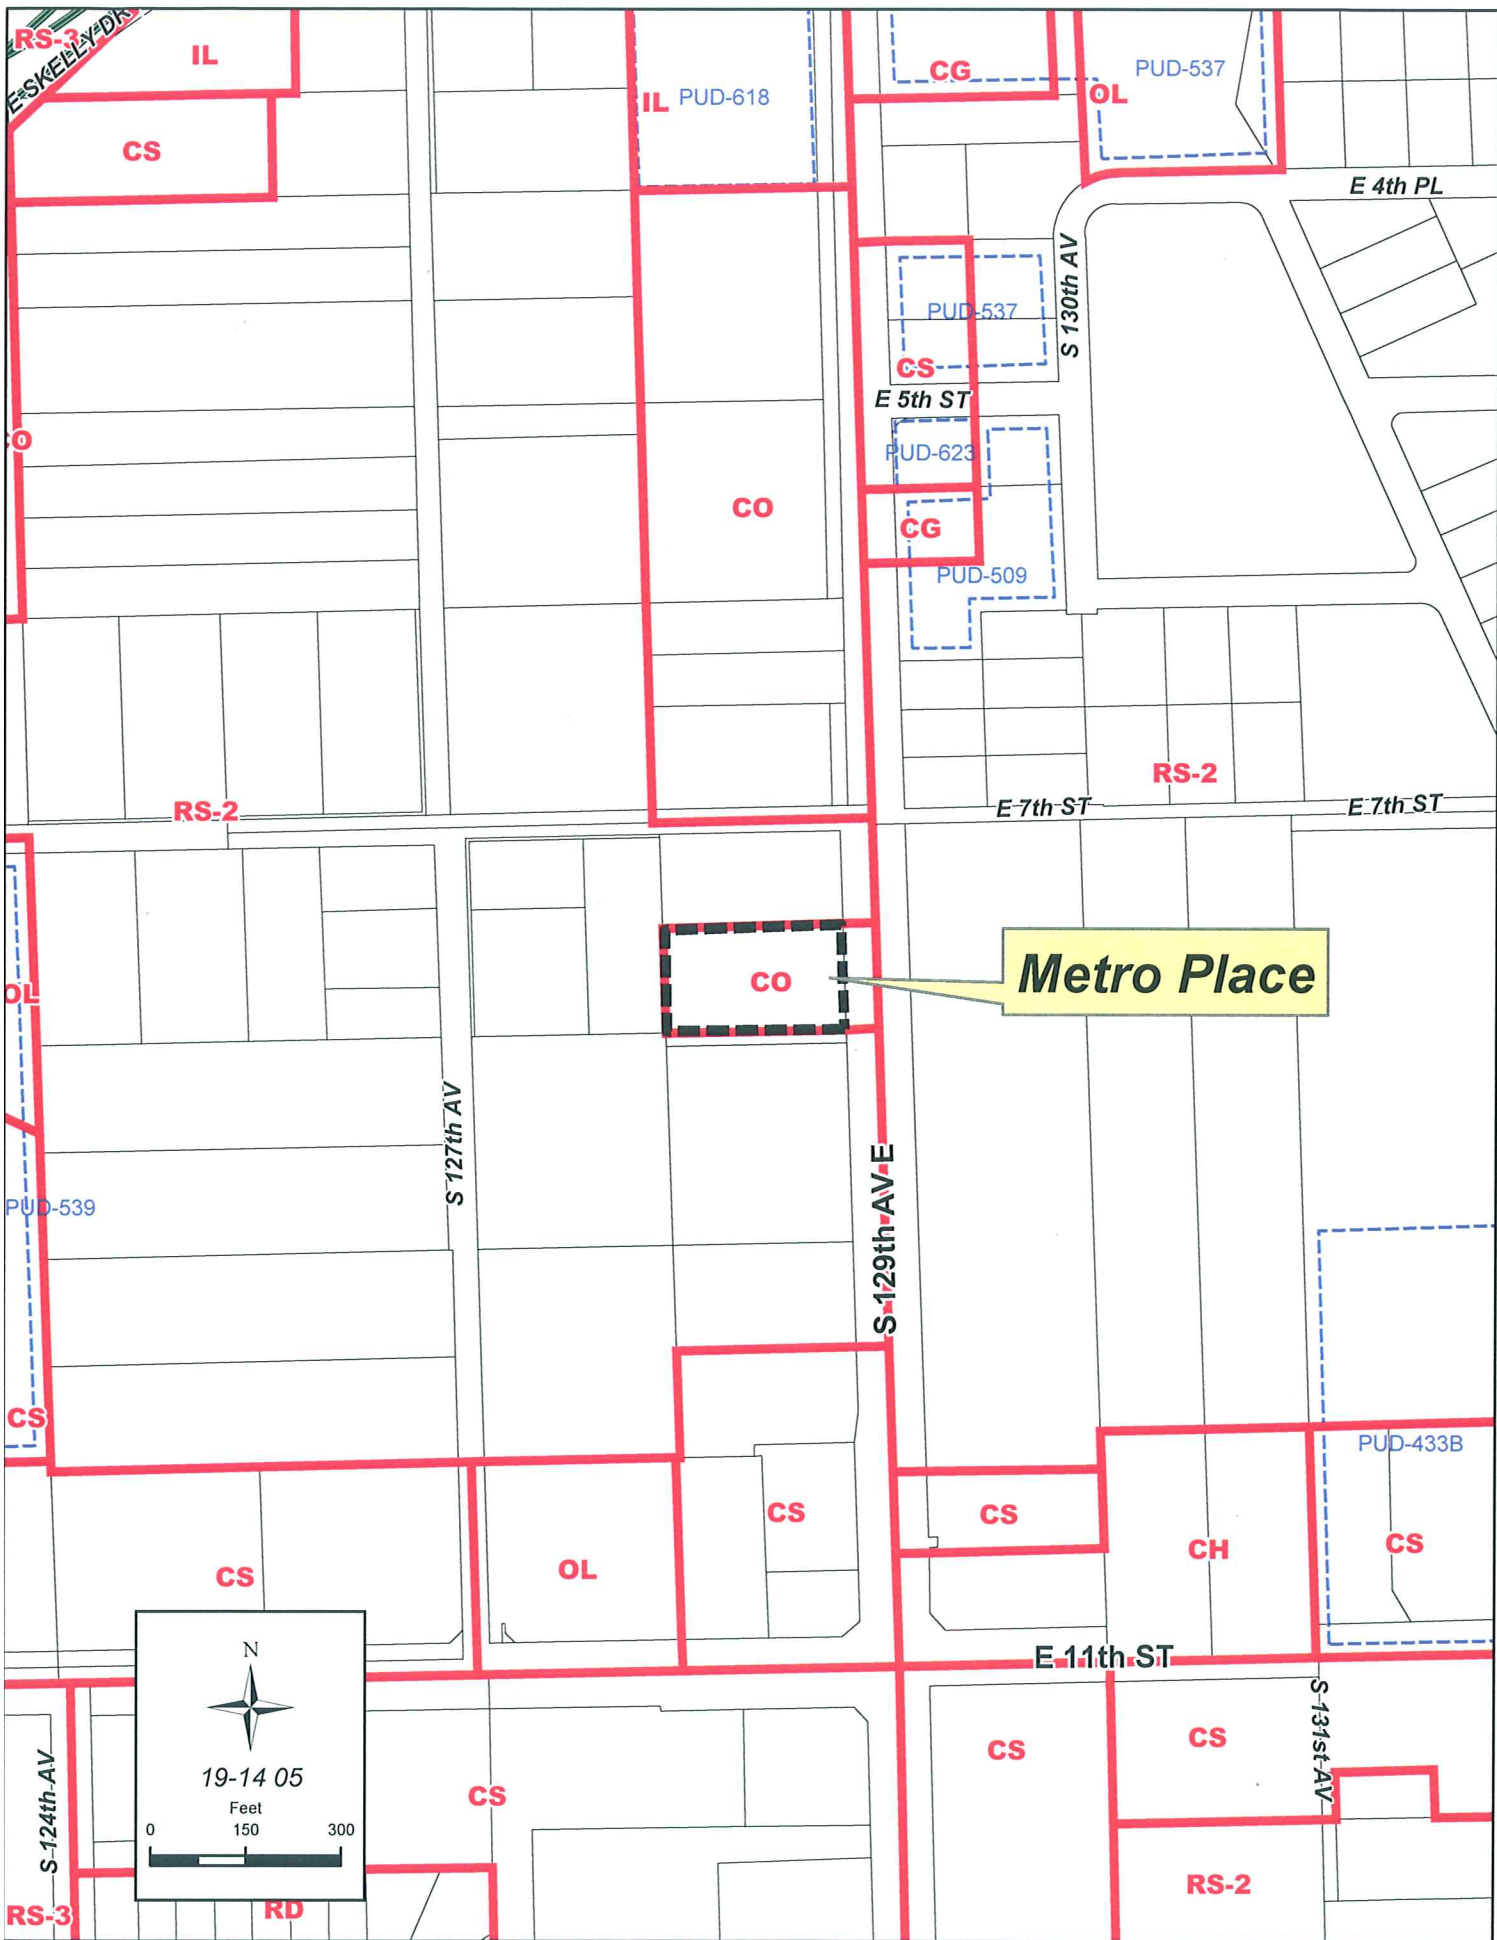 RS-3
E SKELLY DR
IL
CG
PUD-537
IL
PUD-618
OL
CS
E 4th PL
S 130th AV
PUD-537
CS
E 5th ST
CO
PUD-623
CO
CG
PUD-509
RS-2
RS-2
E 7th ST
E 7th ST
Metro Place
CO
OL
S 127th AV
S 129th AV E
PUD-539
CS
PUD-433B
CS
CS
CS
CH
OL
CS
N
E 11th ST
S 131st AV
CS
CS
19-14 05
CS
Feet
0 150 300
S 124th AV
RS-2
RS-3
RD